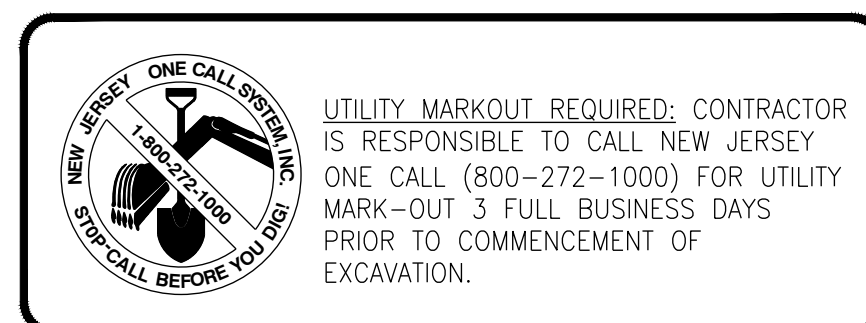 NEW JERSEY ONE CALL SYSTEM, INC.
1-800-272-1000
STOP-CALL BEFORE YOU DIG!
UTILITY MARKOUT REQUIRED: CONTRACTOR
IS RESPONSIBLE TO CALL NEW JERSEY
ONE CALL (800-272-1000) FOR UTILITY
MARK-OUT 3 FULL BUSINESS DAYS
PRIOR TO COMMENCEMENT OF
EXCAVATION.